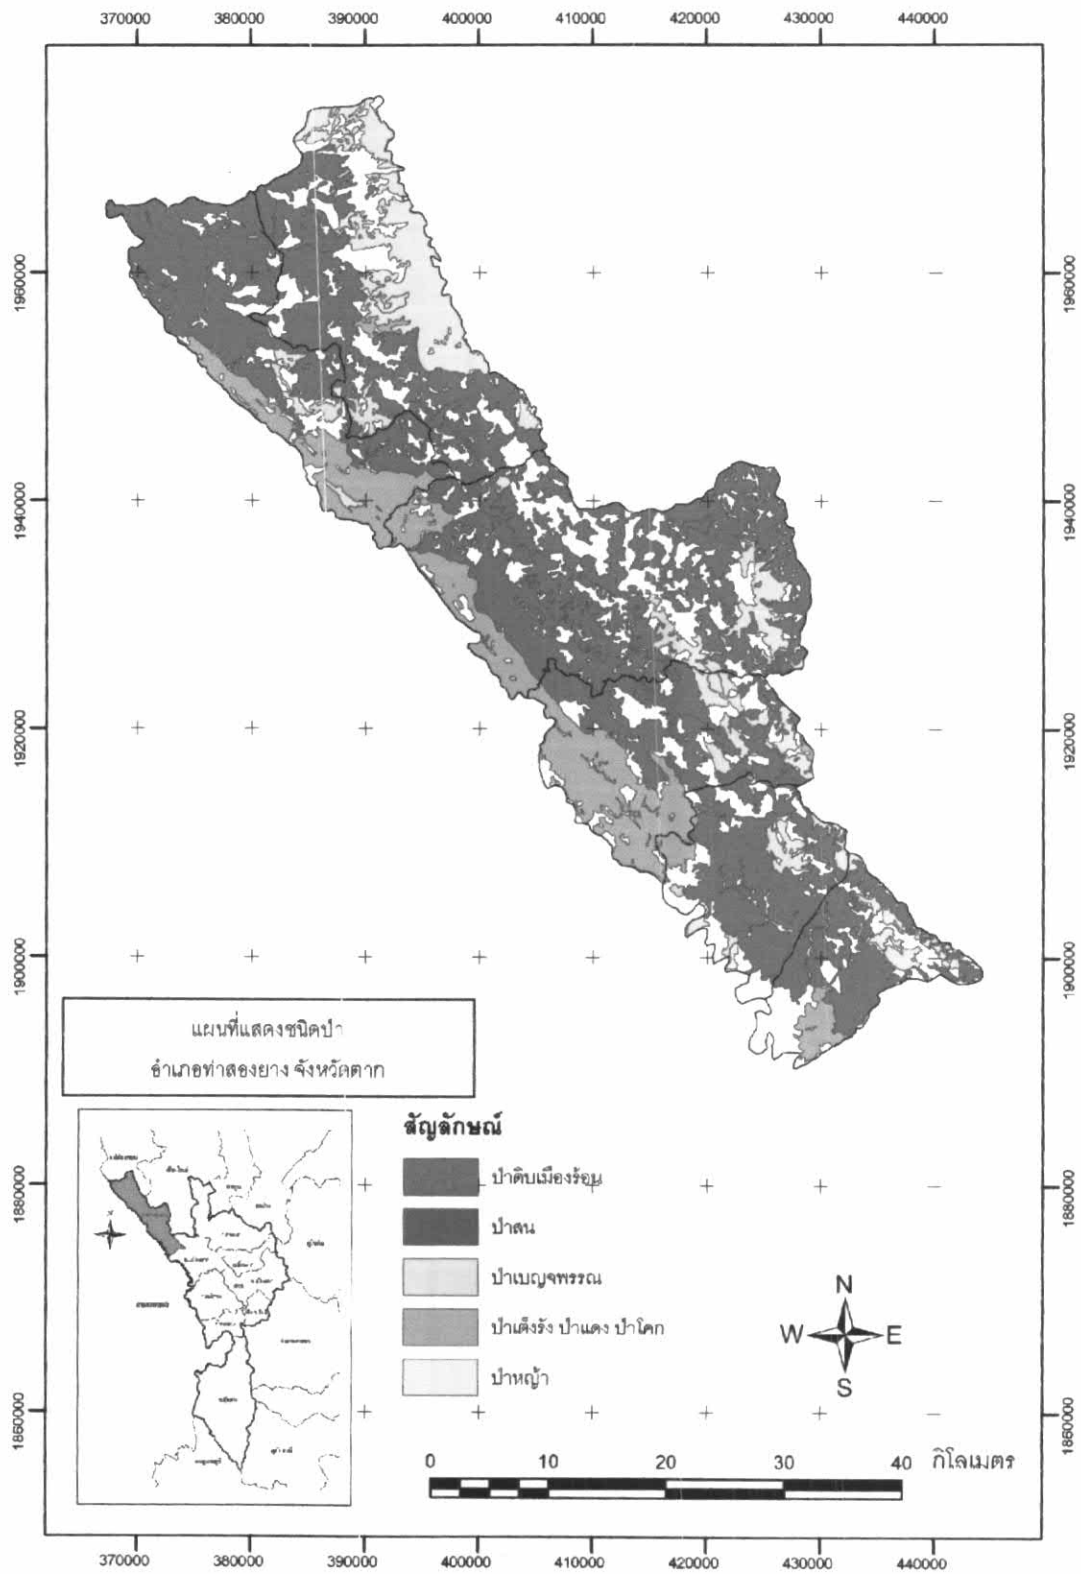 370000 380000 390000 400000 410000 420000 430000 440000
1960000 1960000
1940000 1940000
1920000 1920000
1900000 1900000
แผนที่แสดงชนิดป่า
อำเภอท่าสองยาง จังหวัดตาก
สัญลักษณ์
ป่าดิบเมืองร้อน
ป่าสน
ป่าเบญจพรรณ
ป่าเต็งรัง ป่าแดง ป่าโคก
ป่าหญ้า
1880000 1880000
N
W E
S
1860000 1860000
0 10 20 30 40 กิโลเมตร
370000 380000 390000 400000 410000 420000 430000 440000